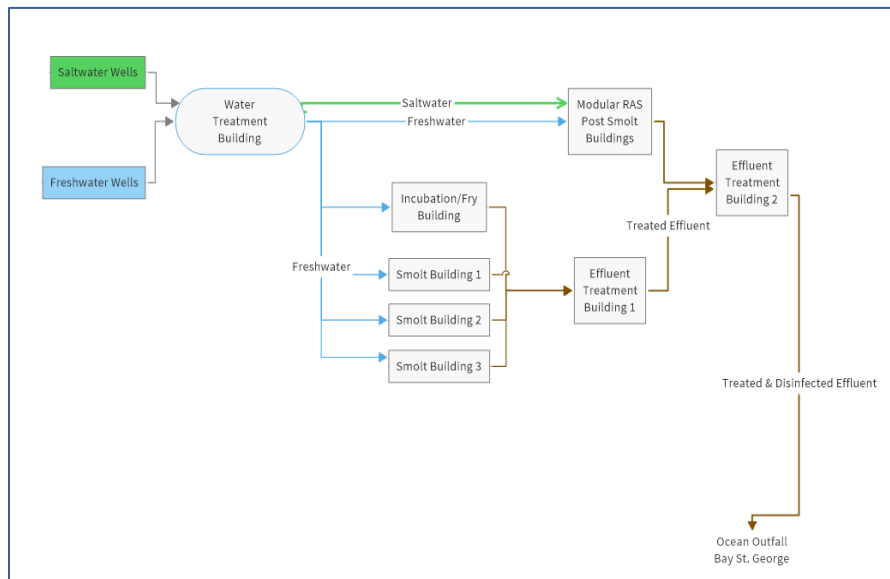 Saltwater Wells
Freshwater Wells
Water
Treatment
Building
Saltwater
Freshwater
Modular RAS
Post Smolt
Buildings
Effluent
Treatment
Building 2
Incubation/Fry
Building
Treated Effluent
Freshwater
Smolt Building 1
Smolt Building 2
Smolt Building 3
Effluent
Treatment
Building 1
Treated & Disinfected Effluent
Ocean Outfall
Bay St. George